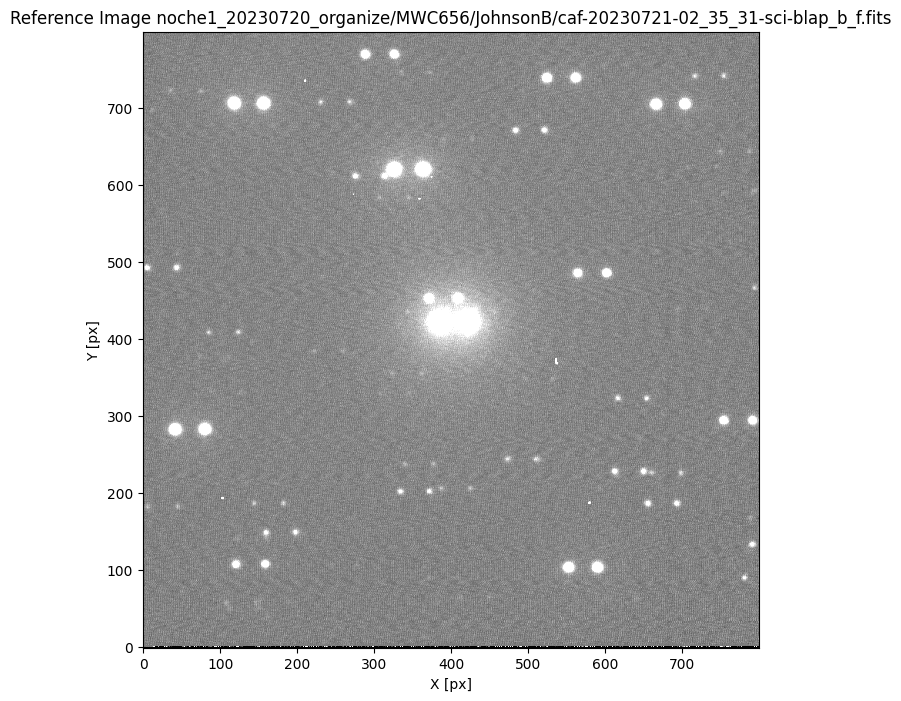 Reference Image noche1_20230720_organize/MWC656/JohnsonB/caf-20230721-02_35_31-sci-blap_b_f.fits
700
600
500
400
300
200
100
0
Y [px]
0 100 200 300 400 500 600 700
X [px]